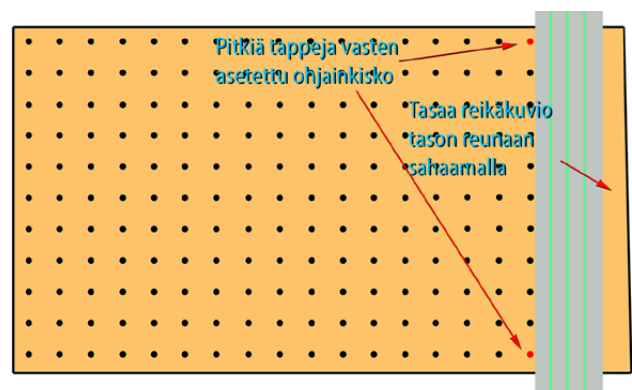 Pitkiä tappeja vasten
asetettu ohjainkisko
Tasaa reikäkuvio
tason reunaan
sahaamalla